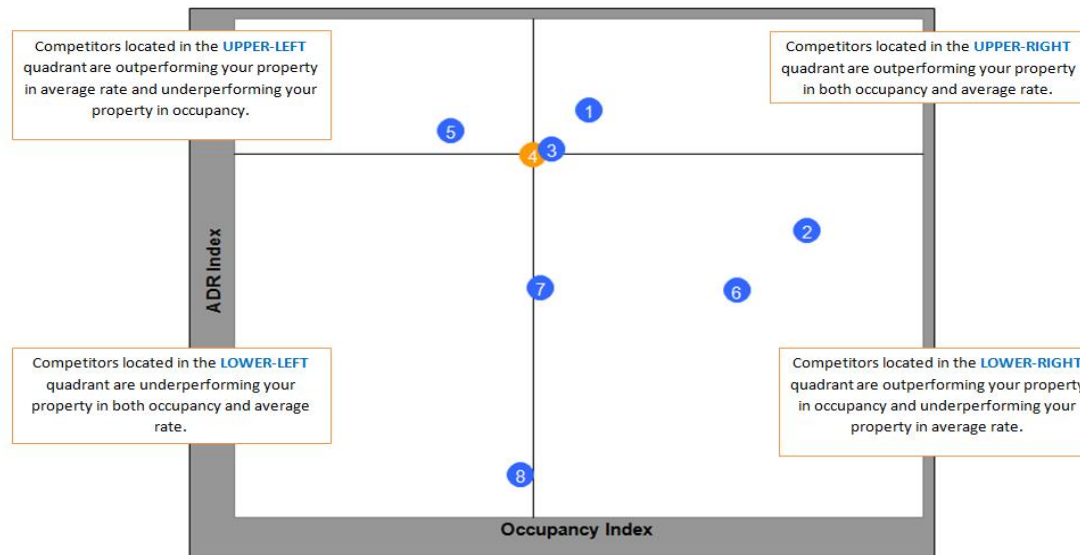 Competitors located in the UPPER-LEFT
quadrant are outperforming your property
in average rate and underperforming your
property in occupancy.
Competitors located in the UPPER-RIGHT
quadrant are outperforming your property
in both occupancy and average rate.
1
5
4
3
2
7
6
ADR Index
Competitors located in the LOWER-LEFT
quadrant are underperforming your
property in both occupancy and average
rate.
Competitors located in the LOWER-RIGHT
quadrant are outperforming your property
in occupancy and underperforming your
property in average rate.
8
Occupancy Index